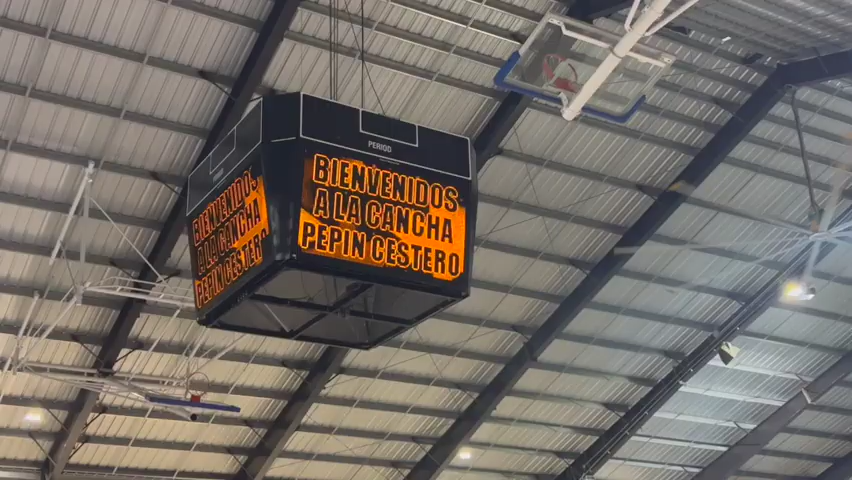 PERIOD
BIENVENIDOS
A LA CANCHA
PEPIN CESTERO
BIENVENIDOS
A LA CANCHA
PEPIN CESTERO